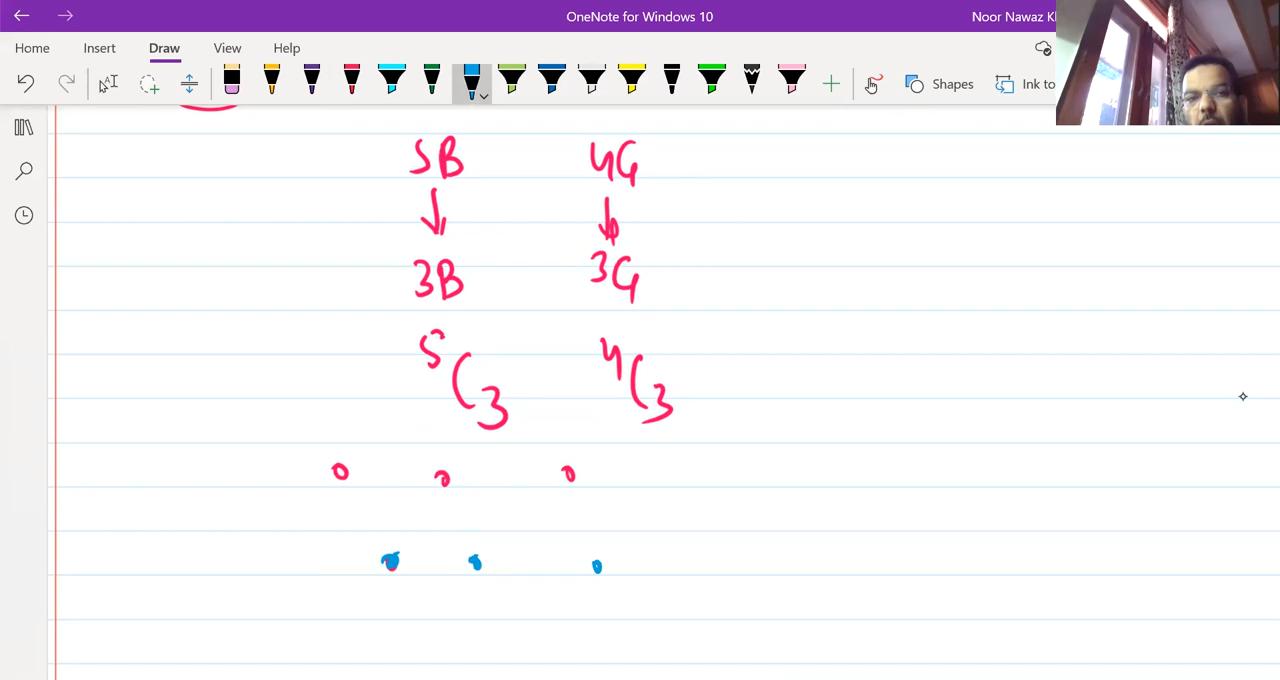 OneNote for Windows 10
Noor Nawaz Kh
Home Insert Draw View Help
Shapes Ink to
5B 4G
3B 3G
5C3 4C3